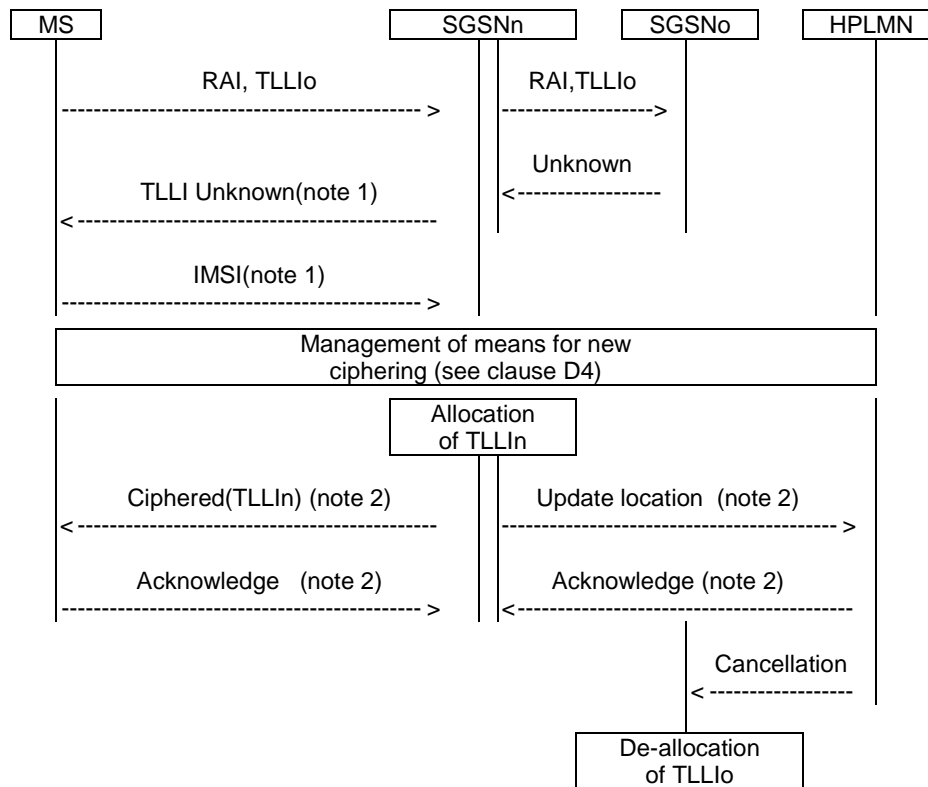 MS SGSNn SGSNo HPLMN
RAI, TLLIo RAI,TLLIo
Unknown
TLLI Unknown(note 1)
IMSI(note 1)
Management of means for new
ciphering (see clause D4)
Allocation
of TLLIn
Ciphered(TLLIn) (note 2) Update location (note 2)
Acknowledge (note 2) Acknowledge (note 2)
Cancellation
De-allocation
of TLLIo